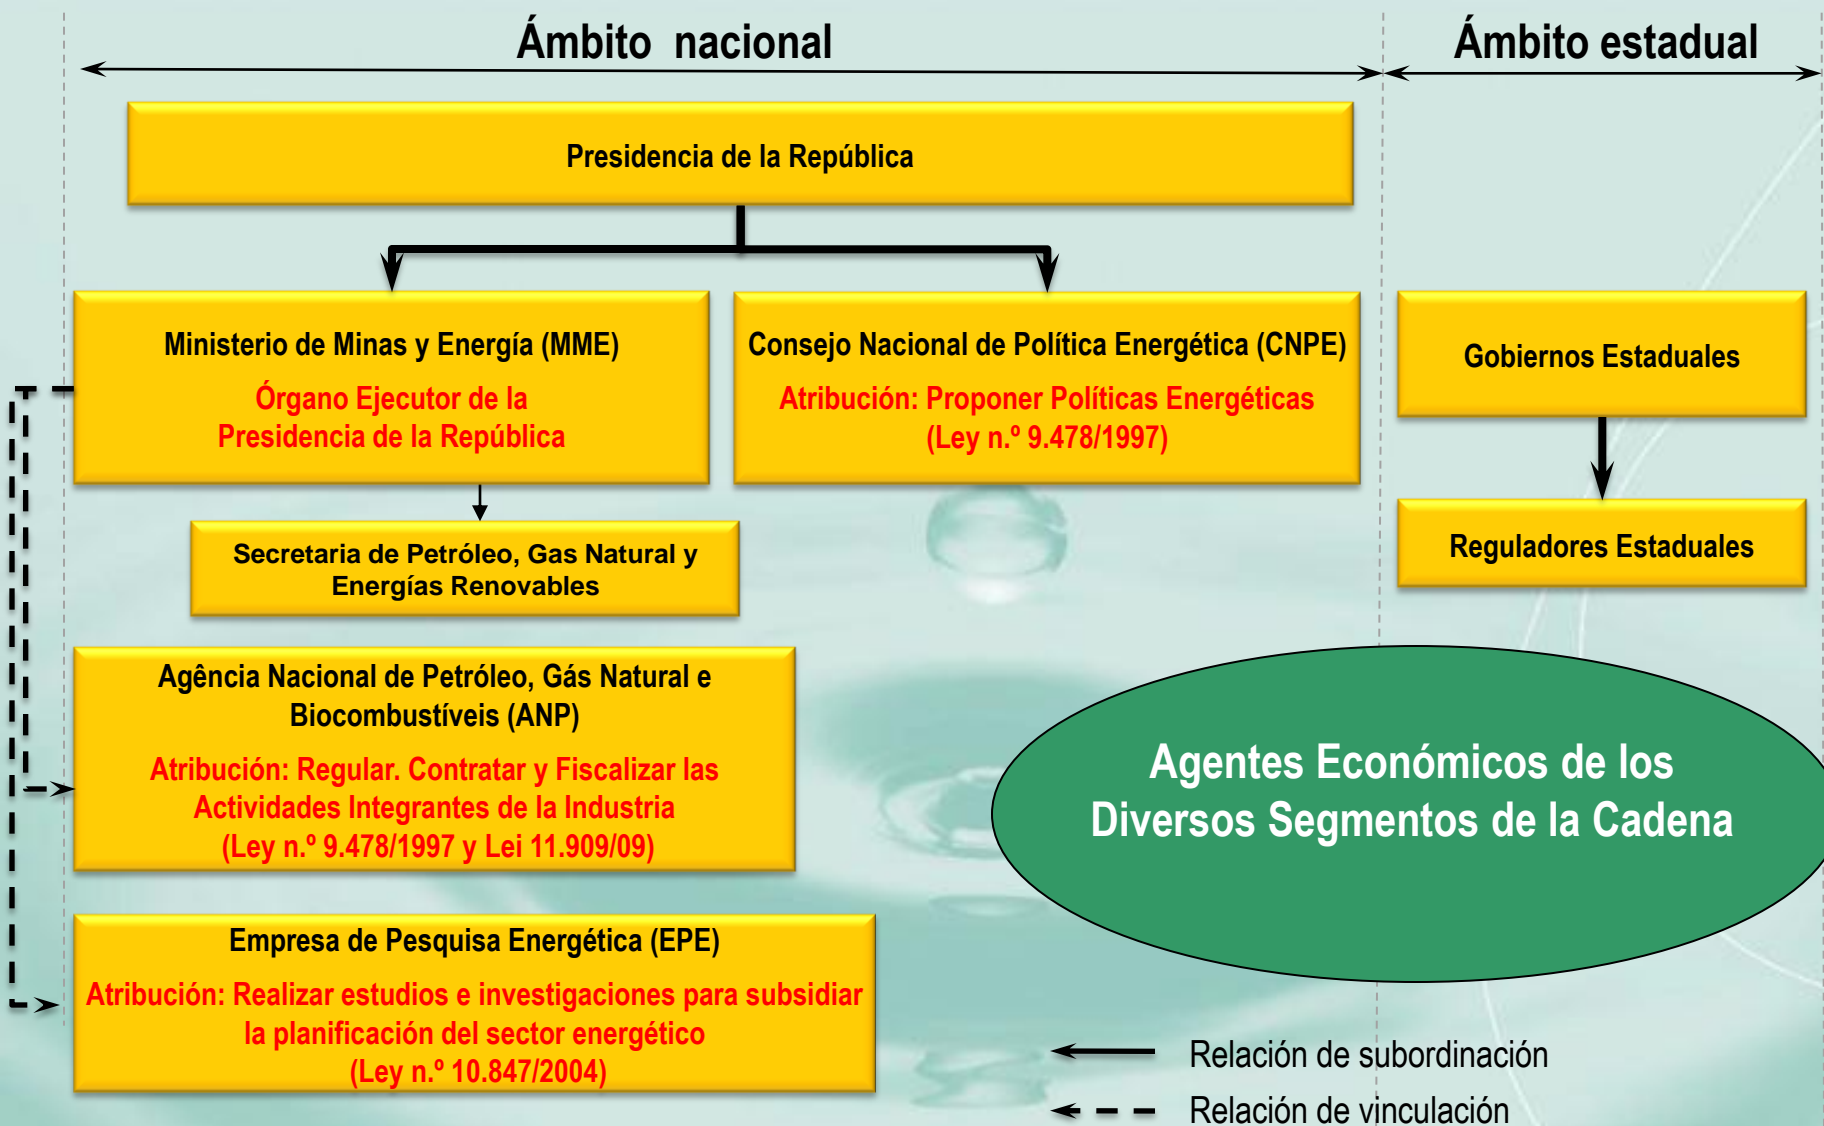 Ámbito nacional
Ámbito estadual
Presidencia de la República
Ministerio de Minas y Energía (MME)
Órgano Ejecutor de la
Presidencia de la República
Consejo Nacional de Política Energética (CNPE)
Atribución: Proponer Políticas Energéticas
(Ley n.º 9.478/1997)
Gobiernos Estaduales
Reguladores Estaduales
Secretaria de Petróleo, Gas Natural y
Energías Renovables
Agência Nacional de Petróleo, Gás Natural e
Biocombustíveis (ANP)
Atribución: Regular. Contratar y Fiscalizar las
Actividades Integrantes de la Industria
(Ley n.º 9.478/1997 y Lei 11.909/09)
Agentes Económicos de los
Diversos Segmentos de la Cadena
Empresa de Pesquisa Energética (EPE)
Atribución: Realizar estudios e investigaciones para subsidiar
la planificación del sector energético
(Ley n.º 10.847/2004)
Relación de subordinación
Relación de vinculación